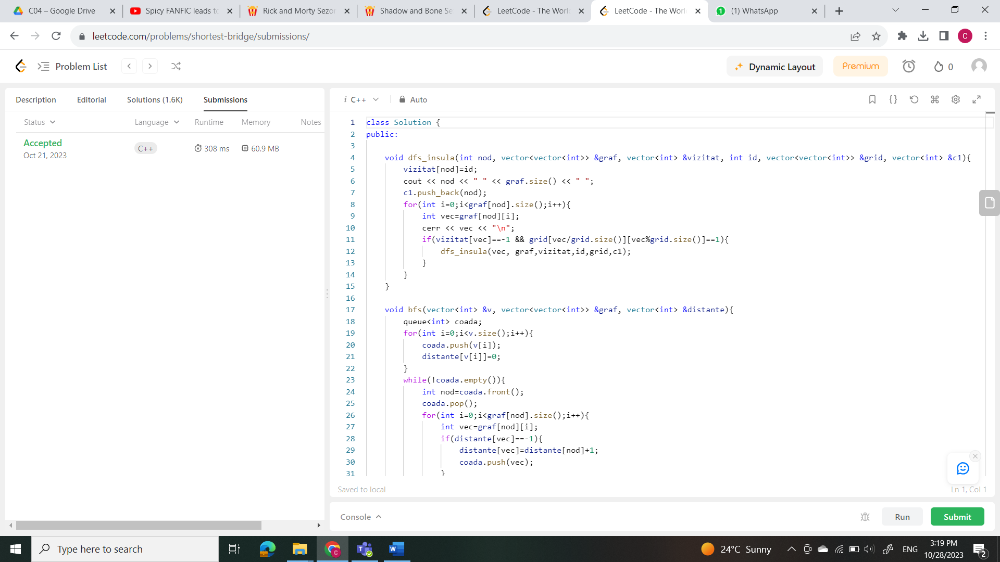 C04 – Google Drive
Spicy FANFIC leads to
Rick and Morty Sezon
Shadow and Bone Se
LeetCode - The World
LeetCode - The Worl
1 (1) WhatsApp
leetcode.com/problems/shortest-bridge/submissions/
C
Problem List
Dynamic Layout
Premium
0
Description Editorial Solutions (1.6K) Submissions
Status Language Runtime Memory Notes
Accepted
Oct 21, 2023
C++
308 ms
60.9 MB
i C++
Auto
1 class Solution {
2 public:
3
4 void dfs_insula(int nod, vector<vector<int>> &graf, vector<int> &vizitat, int id, vector<vector<int>> &grid, vector<int> &c1){
5 vizitat[nod]=id;
6 cout << nod << " " << graf.size() << " ";
7 c1.push_back(nod);
8 for(int i=0;i<graf[nod].size();i++){
9 int vec=graf[nod][i];
10 cerr << vec << "\n";
11 if(vizitat[vec]==-1 && grid[vec/grid.size()][vec%grid.size()]==1){
12 dfs_insula(vec, graf,vizitat,id,grid,c1);
13 }
14 }
15 }
16
17 void bfs(vector<int> &v, vector<vector<int>> &graf, vector<int> &distante){
18 queue<int> coada;
19 for(int i=0;i<v.size();i++){
20 coada.push(v[i]);
21 distante[v[i]]=0;
22 }
23 while(!coada.empty()){
24 int nod=coada.front();
25 coada.pop();
26 for(int i=0;i<graf[nod].size();i++){
27 int vec=graf[nod][i];
28 if(distante[vec]==-1){
29 distante[vec]=distante[nod]+1;
30 coada.push(vec);
31 }
Saved to local
Ln 1, Col 1
Console
Run
Submit
Type here to search
24°C Sunny
ENG
3:19 PM
10/28/2023
2